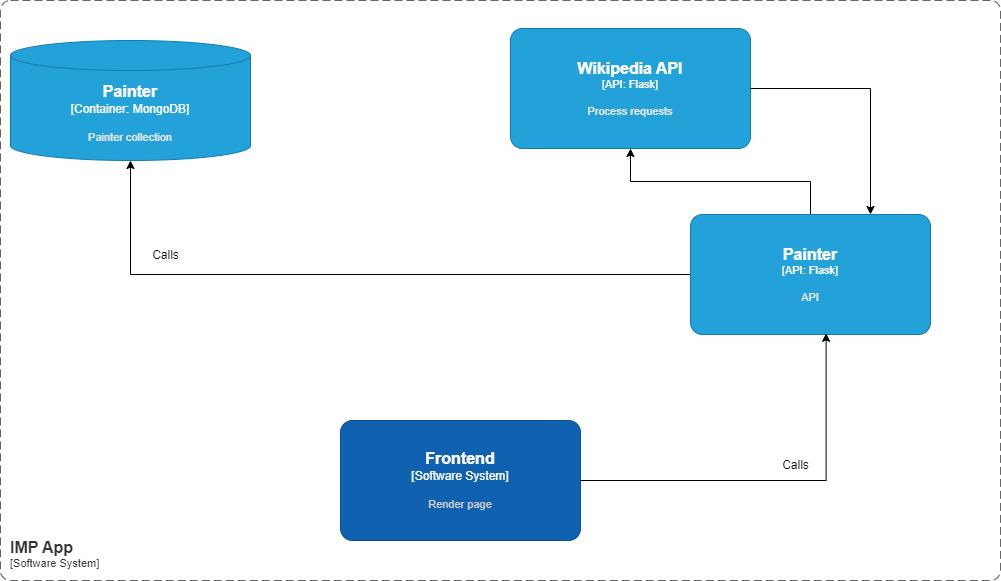 Painter
[Container: MongoDB]
Painter collection
Wikipedia API
[API: Flask]
Process requests
Calls
Painter
[API: Flask]
API
Frontend
[Software System]
Render page
Calls
IMP App
[Software System]